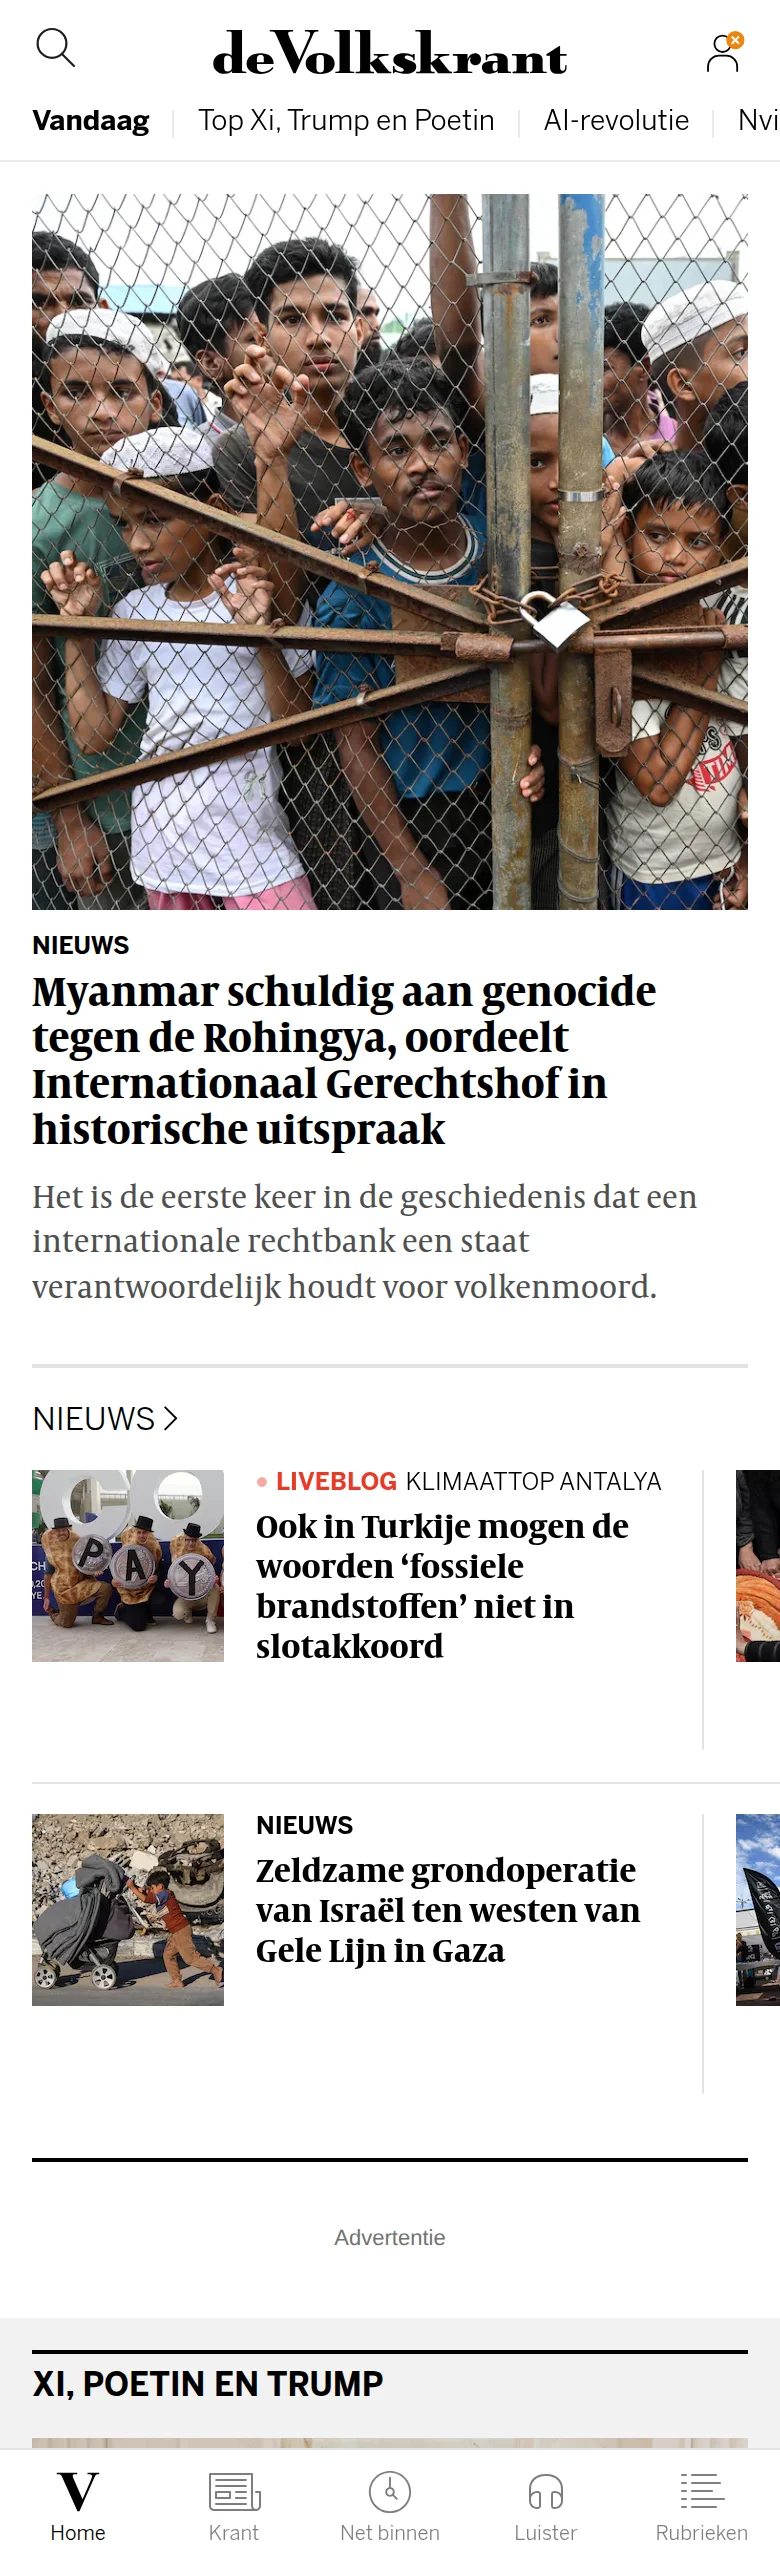 deVolkskrant
Vandaag
Top Xi, Trump en Poetin
AI-revolutie
Nvi
NIEUWS
Myanmar schuldig aan genocide
tegen de Rohingya, oordeelt
Internationaal Gerechtshof in
historische uitspraak
Het is de eerste keer in de geschiedenis dat een
internationale rechtbank een staat
verantwoordelijk houdt voor volkenmoord.
NIEUWS
PAY
LIVEBLOG KLIMAATTOP ANTALYA
Ook in Turkije mogen de
woorden ‘fossiele
brandstoffen’ niet in
slotakkoord
NIEUWS
Zeldzame grondoperatie
van Israël ten westen van
Gele Lijn in Gaza
Advertentie
XI, POETIN EN TRUMP
V
Home
Krant
Net binnen
Luister
Rubrieken